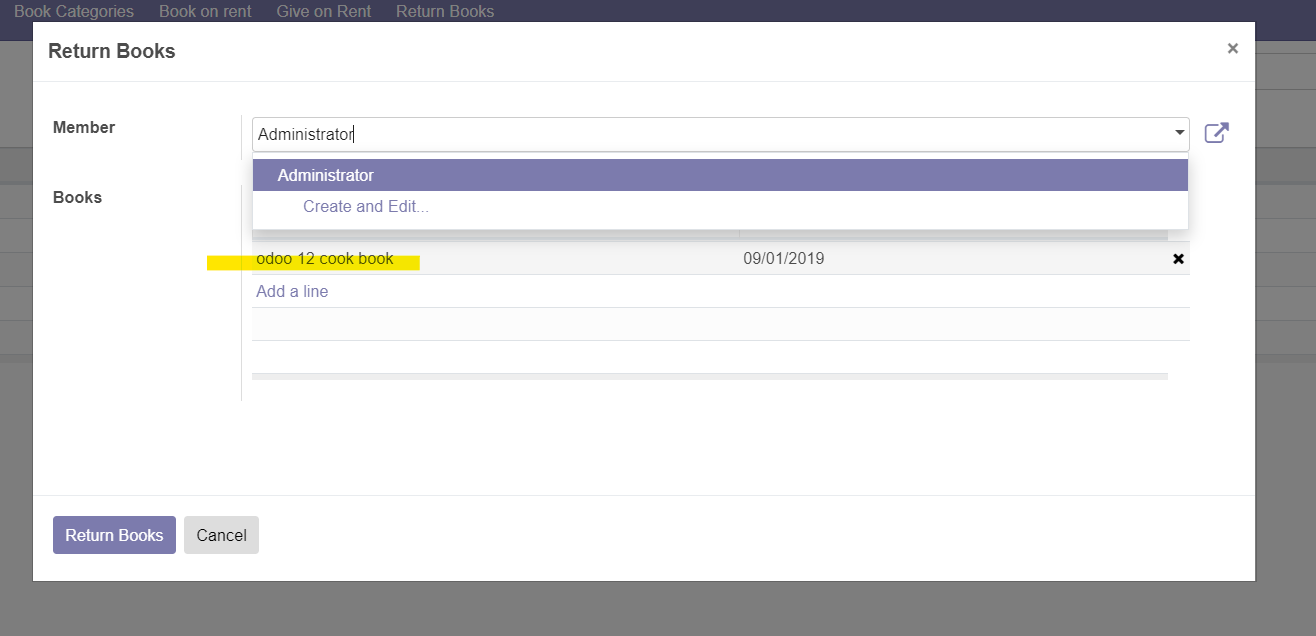 Book Categories Book on rent Give on Rent Return Books
Return Books ×
Member Administrator
Administrator
Create and Edit...
Books
odoo 12 cook book 09/01/2019
Add a line
Return Books Cancel